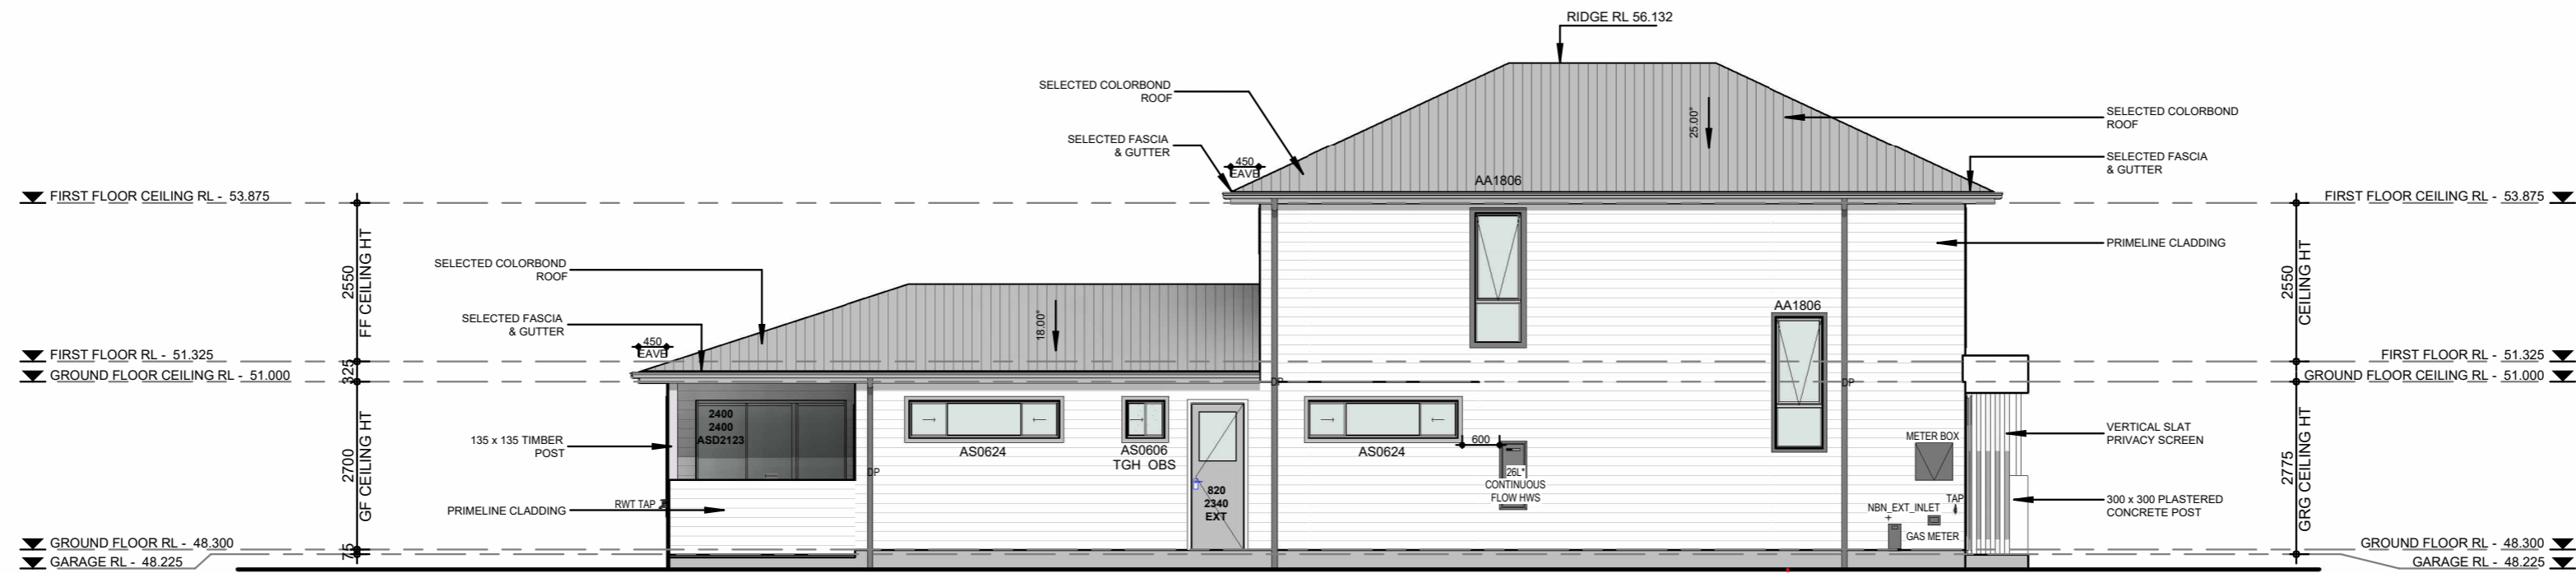 RIDGE RL 56.132
SELECTED COLORBOND
ROOF
SELECTED FASCIA
& GUTTER
450
EAVE
25.00°
AA1806
SELECTED COLORBOND
ROOF
SELECTED FASCIA
& GUTTER
FIRST FLOOR CEILING RL - 53.875
FIRST FLOOR CEILING RL - 53.875
2550
FF CEILING HT
SELECTED COLORBOND
ROOF
SELECTED FASCIA
& GUTTER
450
EAVE
18.00°
AA1806
PRIMELINE CLADDING
2550
CEILING HT
FIRST FLOOR RL - 51.325
GROUND FLOOR CEILING RL - 51.000
325
FIRST FLOOR RL - 51.325
GROUND FLOOR CEILING RL - 51.000
DP
DP
2700
GF CEILING HT
135 x 135 TIMBER
POST
PRIMELINE CLADDING
RWT TAP
2400
2400
ASD2123
DP
AS0624
AS0606
TGH OBS
820
2340
EXT
AS0624
600
26L*
CONTINUOUS
FLOW HWS
METER BOX
TAP
NBN_EXT_INLET
GAS METER
VERTICAL SLAT
PRIVACY SCREEN
300 x 300 PLASTERED
CONCRETE POST
2775
GRG CEILING HT
GROUND FLOOR RL - 48.300
75
GARAGE RL - 48.225
GROUND FLOOR RL - 48.300
GARAGE RL - 48.225